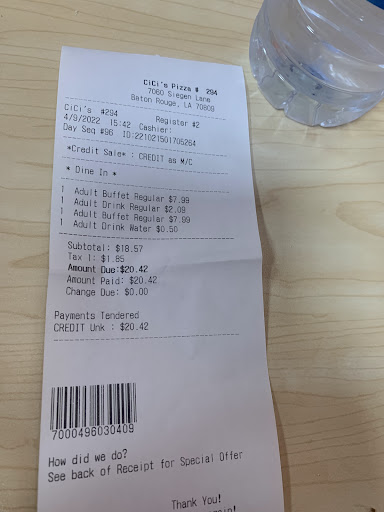 CiCi's Pizza # 294
7060 Siegen Lane
Baton Rouge, LA 70809
CiCi's #294 Register #2
4/9/2022 15:42 Cashier:
Day Seq #96 ID:221021501705264
*Credit Sale* : CREDIT as M/C
* Dine In *
1 Adult Buffet Regular $7.99
1 Adult Drink Regular $2.09
1 Adult Buffet Regular $7.99
1 Adult Drink Water $0.50
Subtotal: $18.57
Tax 1: $1.85
Amount Due:$20.42
Amount Paid: $20.42
Change Due: $0.00
Payments Tendered
CREDIT Unk : $20.42
7000496030409
How did we do?
See back of Receipt for Special Offer
Thank You!